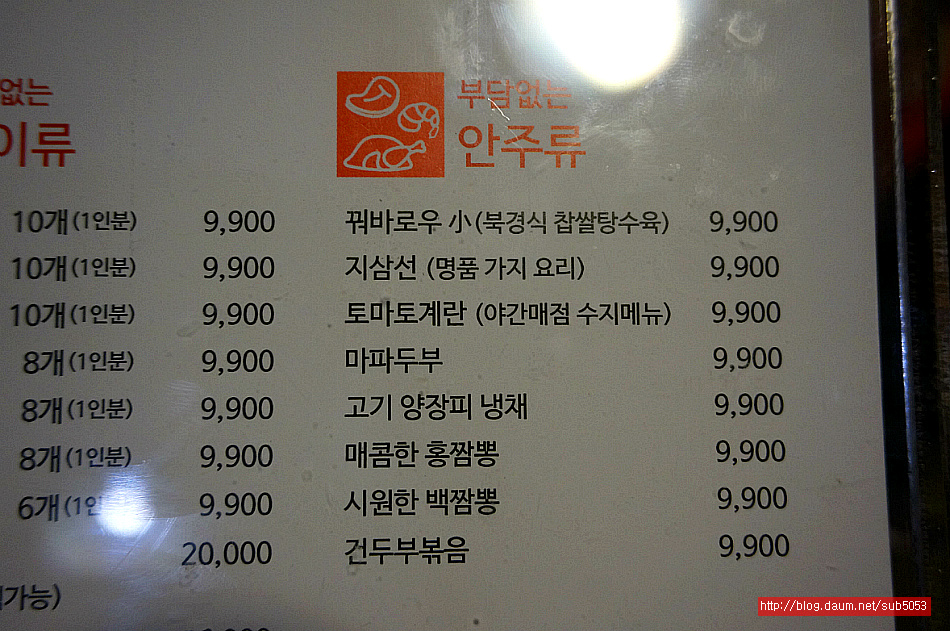 없는
이류
10개(1인분) 9,900
10개(1인분) 9,900
10개(1인분) 9,900
8개(1인분) 9,900
8개(1인분) 9,900
8개(1인분) 9,900
6개(1인분) 9,900
20,000
가능)
부담없는
안주류
꿔바로우 小(북경식 찹쌀탕수육) 9,900
지삼선 (명품 가지 요리) 9,900
토마토계란 (야간매점 수지메뉴) 9,900
마파두부 9,900
고기 양장피 냉채 9,900
매콤한 홍짬뽕 9,900
시원한 백짬뽕 9,900
건두부볶음 9,900
http://blog.daum.net/sub5053